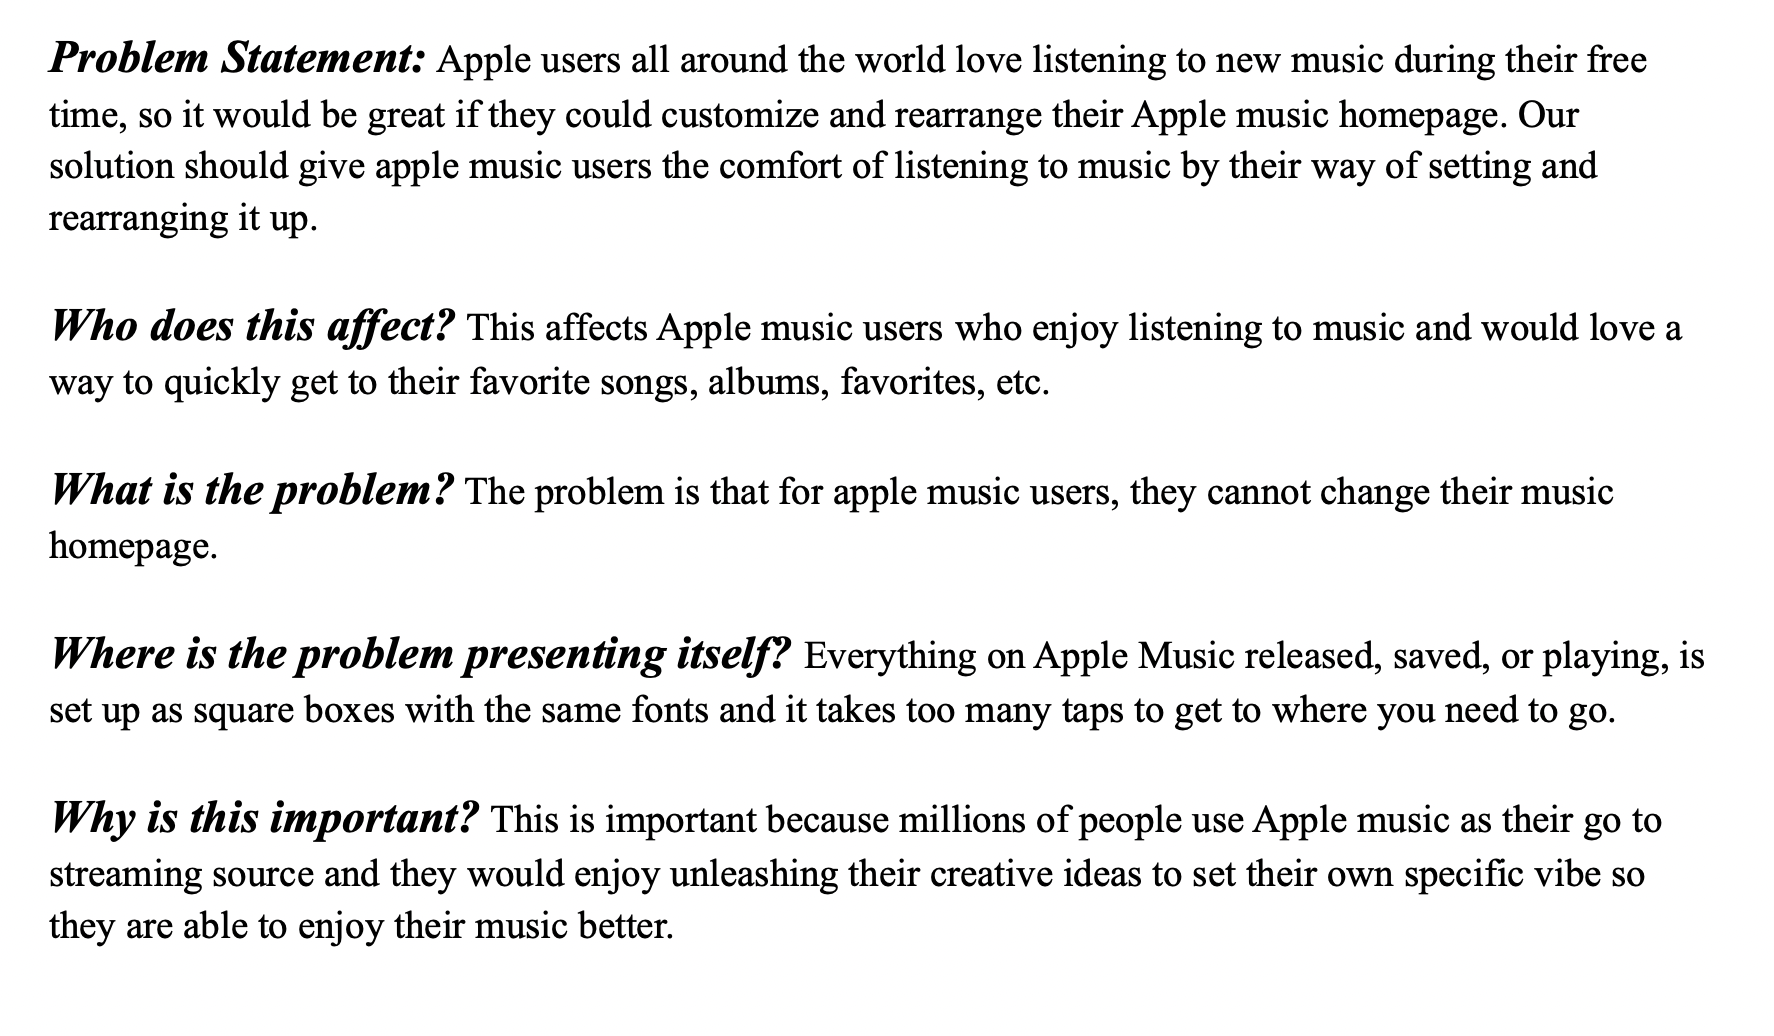 Problem Statement: Apple users all around the world love listening to new music during their free
time, so it would be great if they could customize and rearrange their Apple music homepage. Our
solution should give apple music users the comfort of listening to music by their way of setting and
rearranging it up.
Who does this affect? This affects Apple music users who enjoy listening to music and would love a
way to quickly get to their favorite songs, albums, favorites, etc.
What is the problem? The problem is that for apple music users, they cannot change their music
homepage.
Where is the problem presenting itself? Everything on Apple Music released, saved, or playing, is
set up as square boxes with the same fonts and it takes too many taps to get to where you need to go.
Why is this important? This is important because millions of people use Apple music as their go to
streaming source and they would enjoy unleashing their creative ideas to set their own specific vibe so
they are able to enjoy their music better.